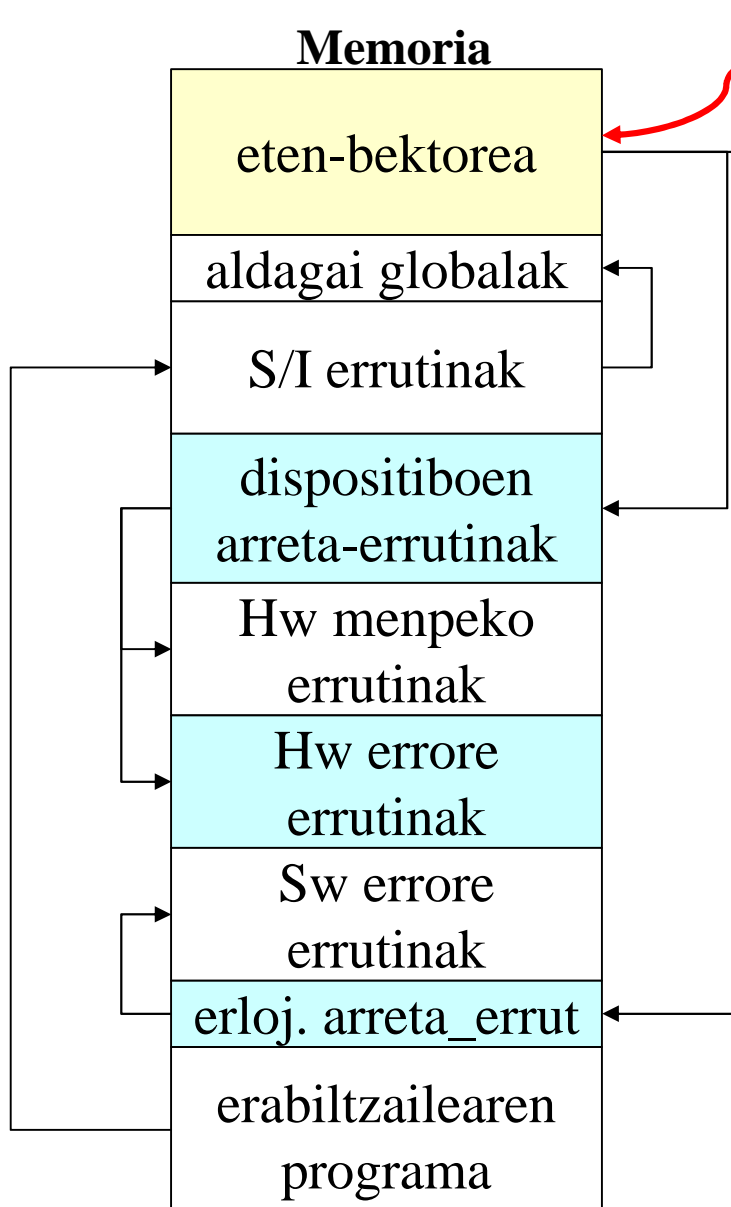 Memoria
eten-bektorea
aldagai globalak
S/I errutinak
dispositiboen
arreta-errutinak
Hw menpeko
errutinak
Hw errore
errutinak
Sw errore
errutinak
erloj. arreta_errut
erabiltzailearen
programa